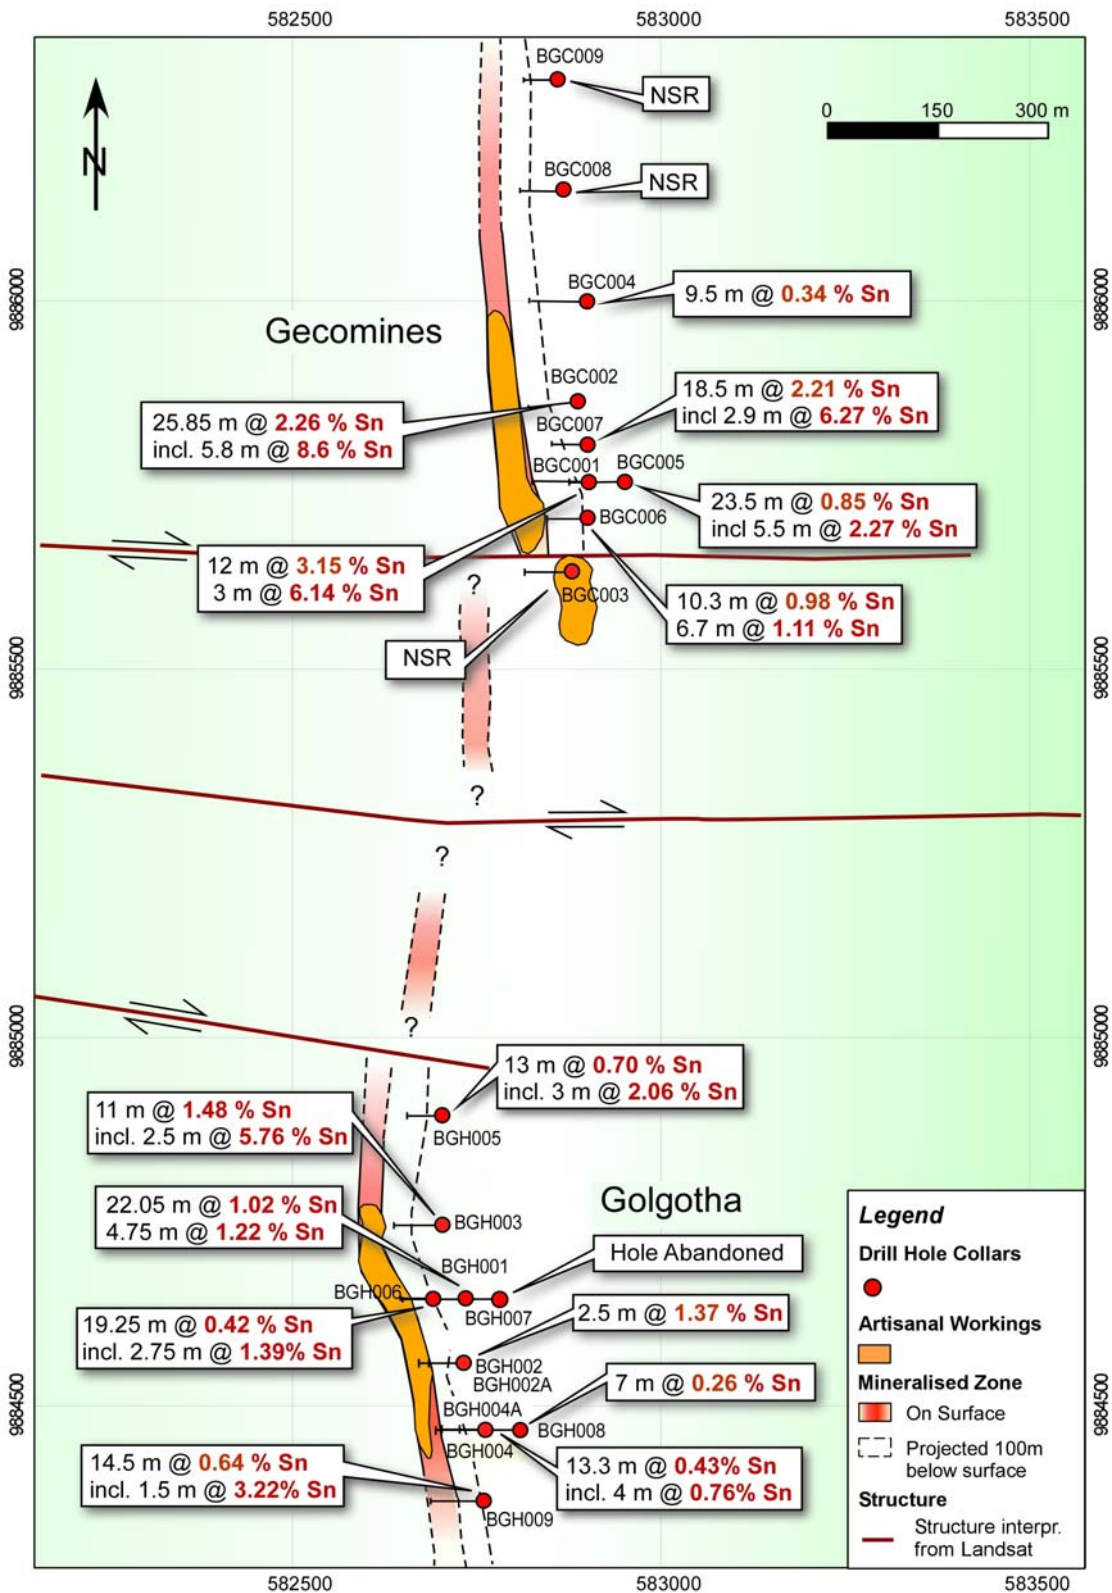 582500
583000
583500
BGC009
NSR
N
0 150 300 m
BGC008
NSR
9886000
9886000
BGC004
9.5 m @ 0.34 % Sn
Gecomines
BGC002
18.5 m @ 2.21 % Sn
incl 2.9 m @ 6.27 % Sn
25.85 m @ 2.26 % Sn
incl. 5.8 m @ 8.6 % Sn
BGC007
BGC001
BGC005
23.5 m @ 0.85 % Sn
incl 5.5 m @ 2.27 % Sn
BGC006
12 m @ 3.15 % Sn
3 m @ 6.14 % Sn
?
BGC003
10.3 m @ 0.98 % Sn
6.7 m @ 1.11 % Sn
NSR
9885500
9885500
?
?
?
9885000
9885000
13 m @ 0.70 % Sn
incl. 3 m @ 2.06 % Sn
11 m @ 1.48 % Sn
incl. 2.5 m @ 5.76 % Sn
BGH005
22.05 m @ 1.02 % Sn
4.75 m @ 1.22 % Sn
Golgotha
BGH003
Hole Abandoned
BGH001
BGH006
BGH007
2.5 m @ 1.37 % Sn
19.25 m @ 0.42 % Sn
incl. 2.75 m @ 1.39% Sn
BGH002
BGH002A
7 m @ 0.26 % Sn
9884500
9884500
BGH004A
BGH008
BGH004
14.5 m @ 0.64 % Sn
incl. 1.5 m @ 3.22% Sn
13.3 m @ 0.43% Sn
incl. 4 m @ 0.76% Sn
BGH009
Legend
Drill Hole Collars
Artisanal Workings
Mineralised Zone
On Surface
Projected 100m
below surface
Structure
Structure interpr.
from Landsat
582500
583000
583500